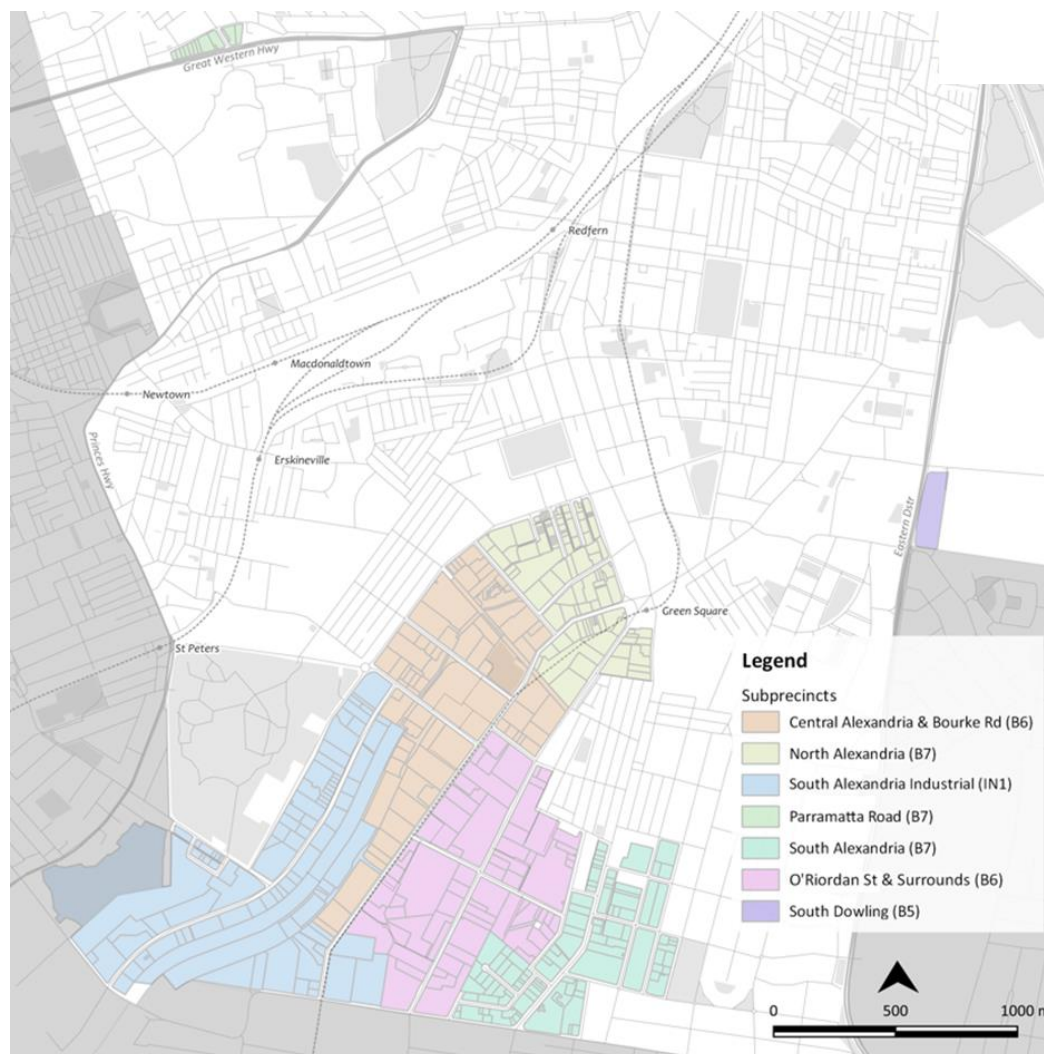 Great Western Hwy
Redfern
Macdonaldtown
Newtown
Princes Hwy
Erskineville
Eastern Dstr
Green Square
St Peters
Legend
Subprecincts
Central Alexandria & Bourke Rd (B6)
North Alexandria (B7)
South Alexandria Industrial (IN1)
Parramatta Road (B7)
South Alexandria (B7)
O'Riordan St & Surrounds (B6)
South Dowling (B5)
0 500 1000 m